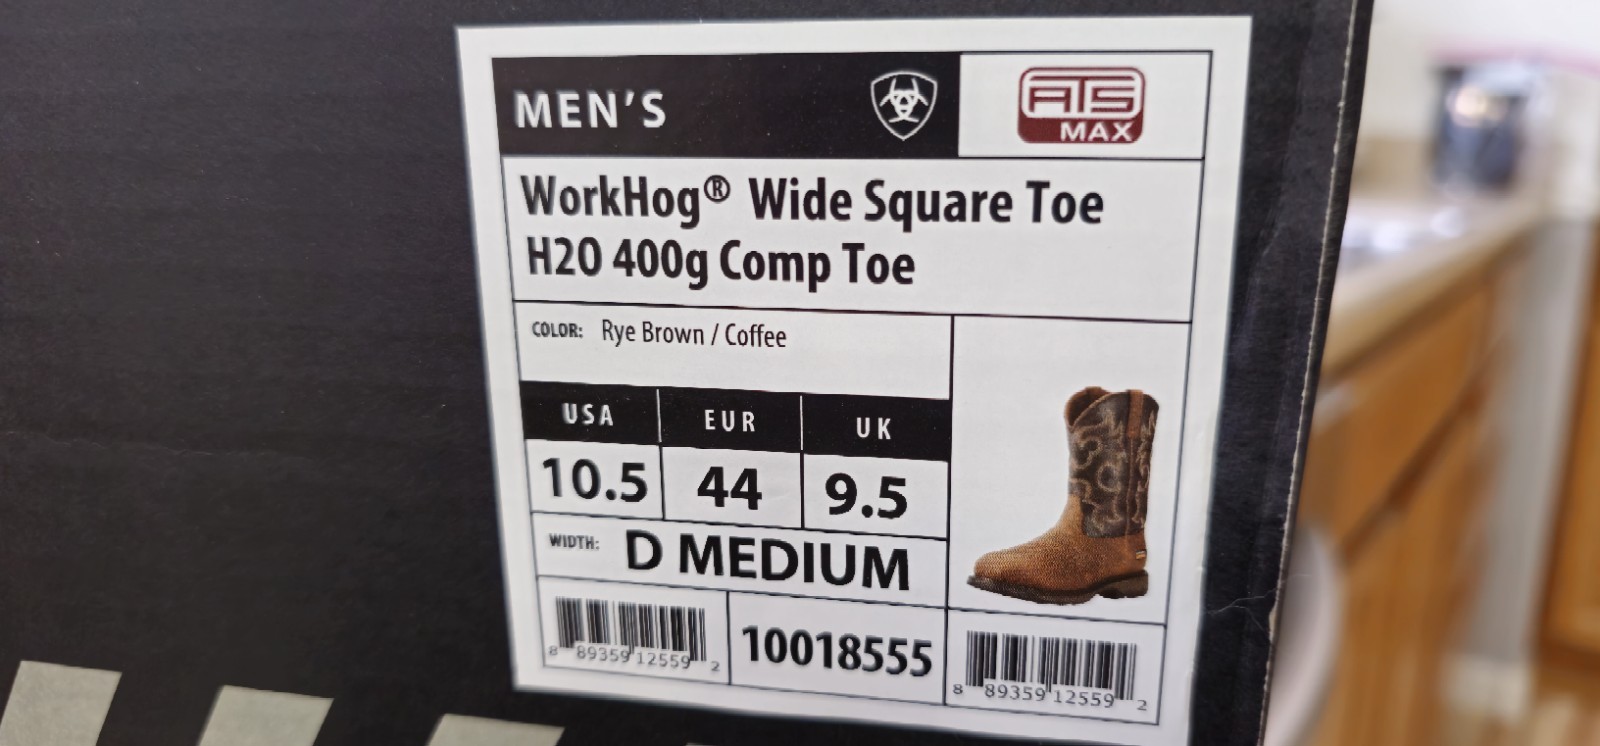 MEN'S
ATS
MAX
WorkHog® Wide Square Toe
H2O 400g Comp Toe
COLOR: Rye Brown / Coffee
USA EUR UK
10.5 44 9.5
WIDTH: D MEDIUM
8 89359 12559 2
10018555
8 89359 12559 2